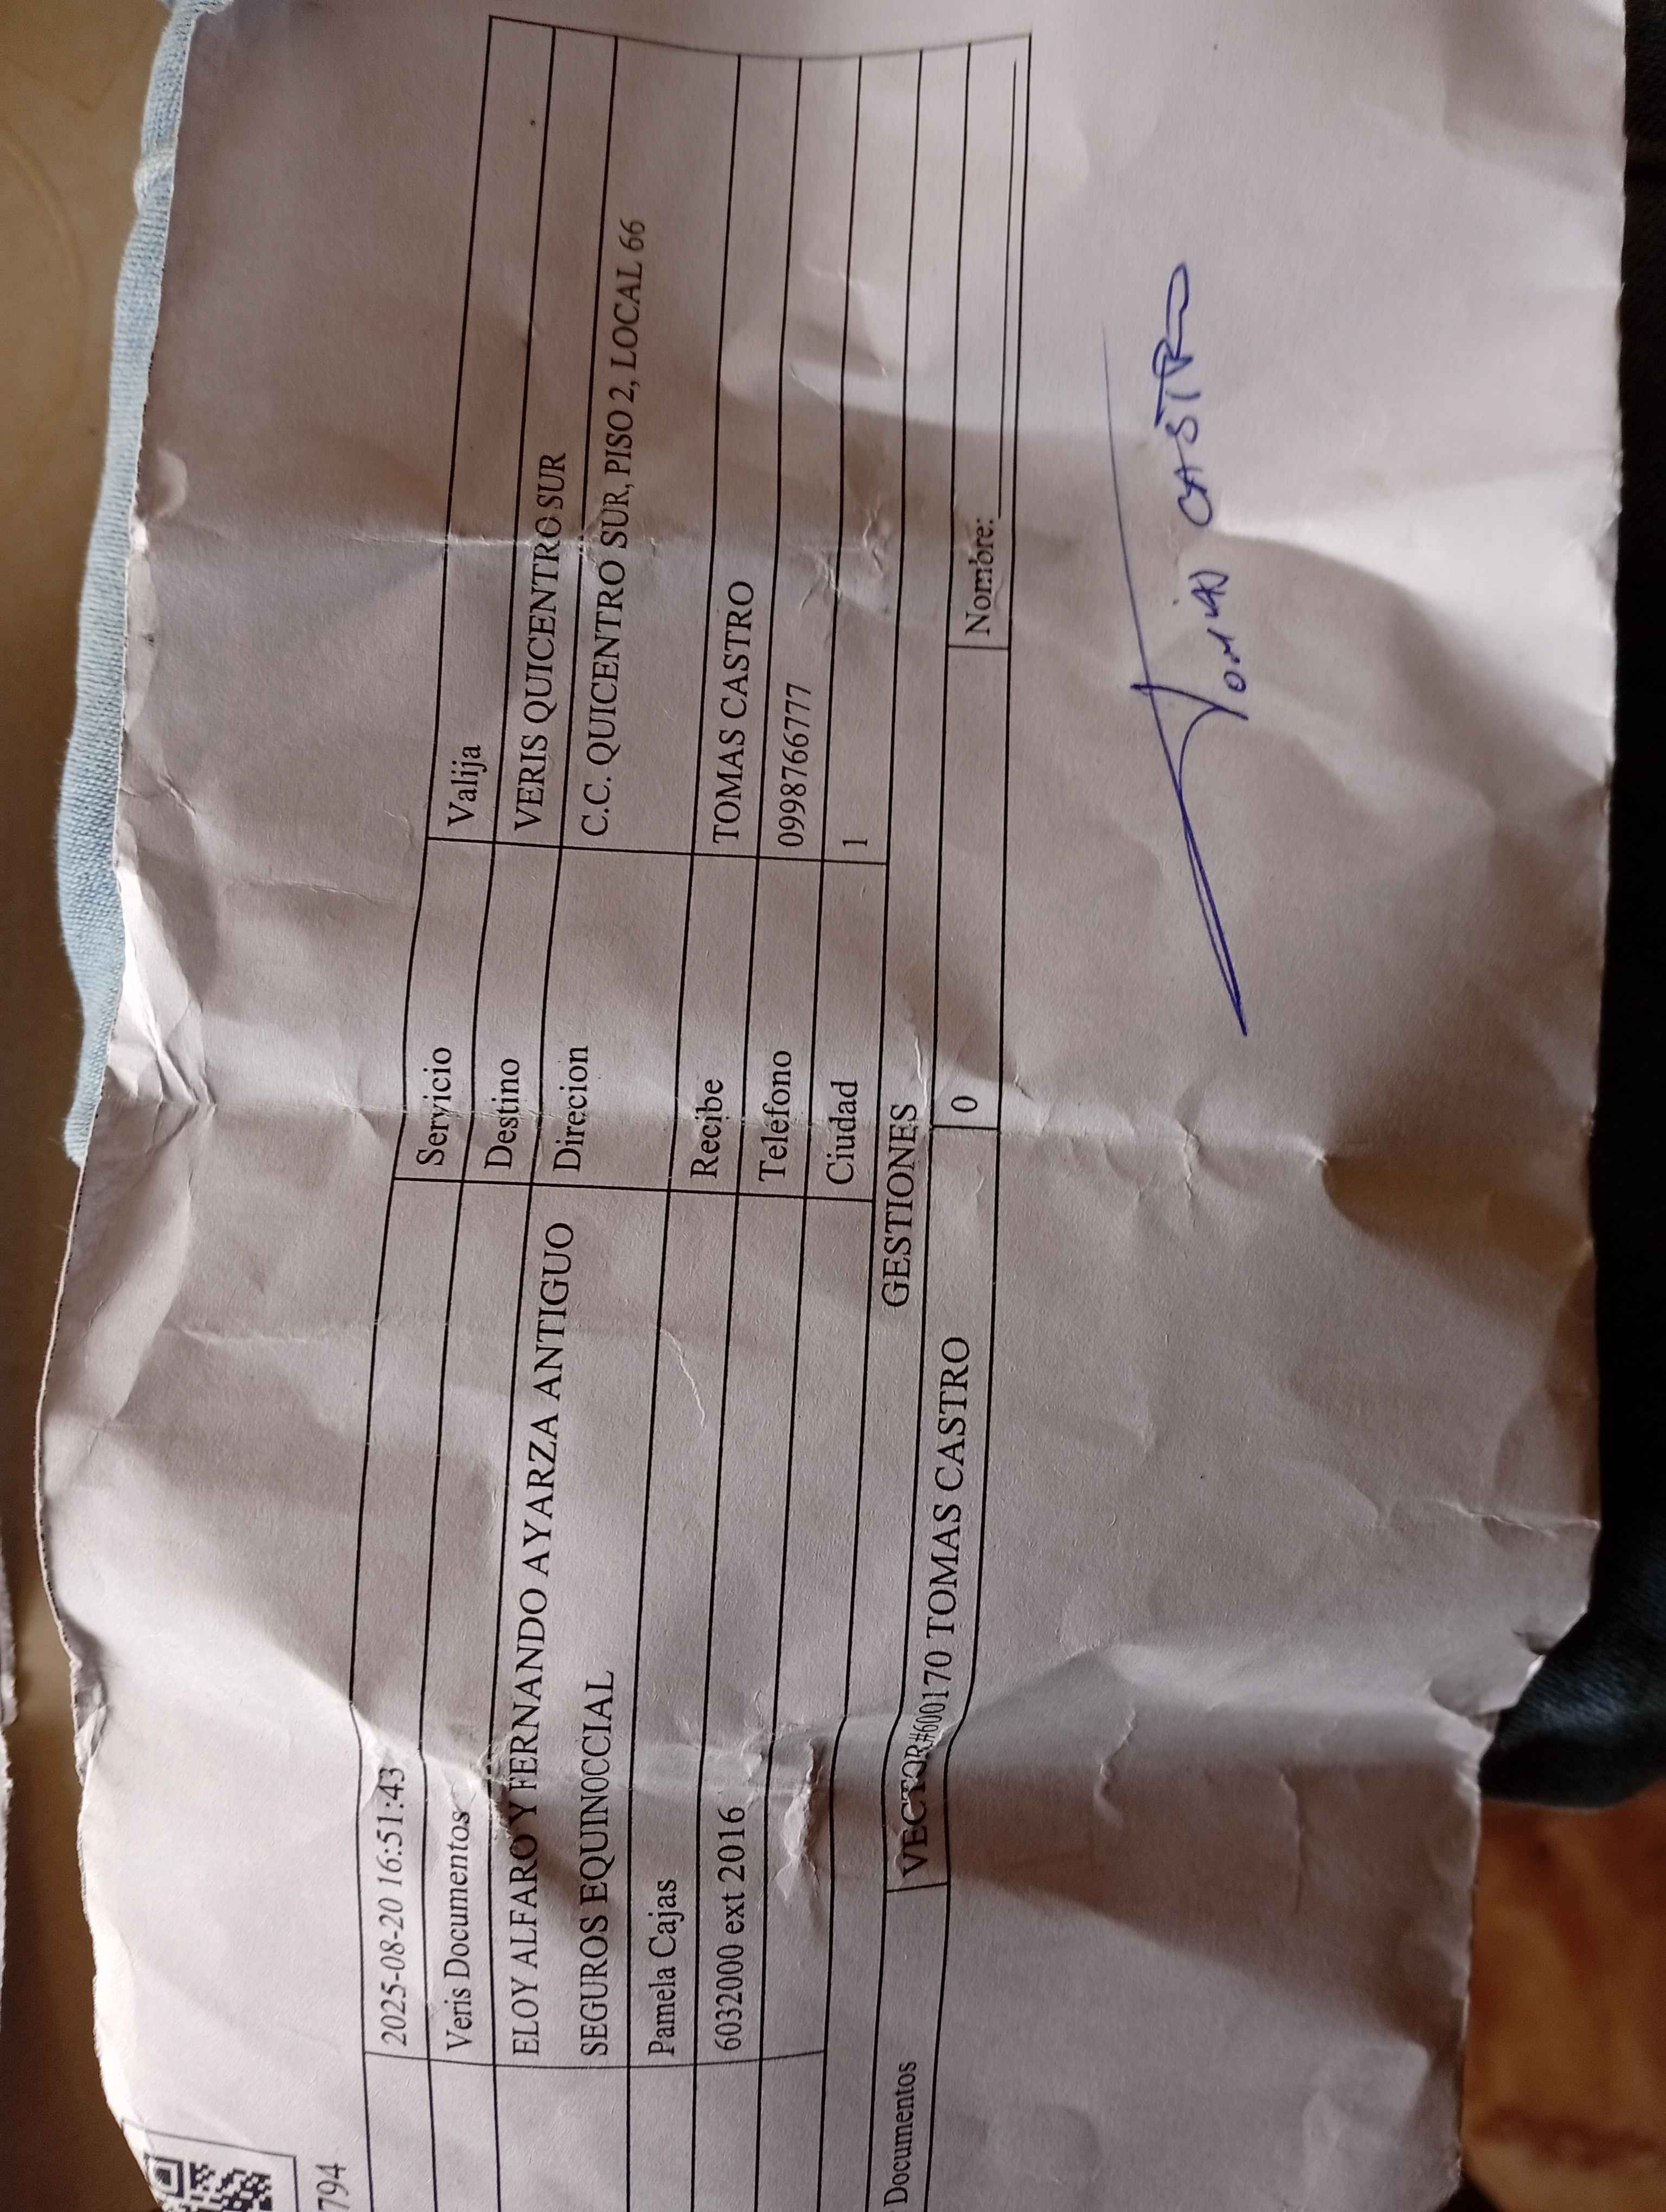 794
2025-08-20 16:51:43 Servicio Valija
Veris Documentos Destino VERIS QUICENTRO SUR
ELOY ALFARO Y FERNANDO AYARZA ANTIGUO Direcion C.C. QUICENTRO SUR, PISO 2, LOCAL 66
SEGUROS EQUINOCCIAL
Pamela Cajas Recibe TOMAS CASTRO
6032000 ext 2016 Telefono 0998766777
Ciudad 1
GESTIONES
Documentos VECTOR#600170 TOMAS CASTRO 0 Nombre:
TOMAS CASTRO